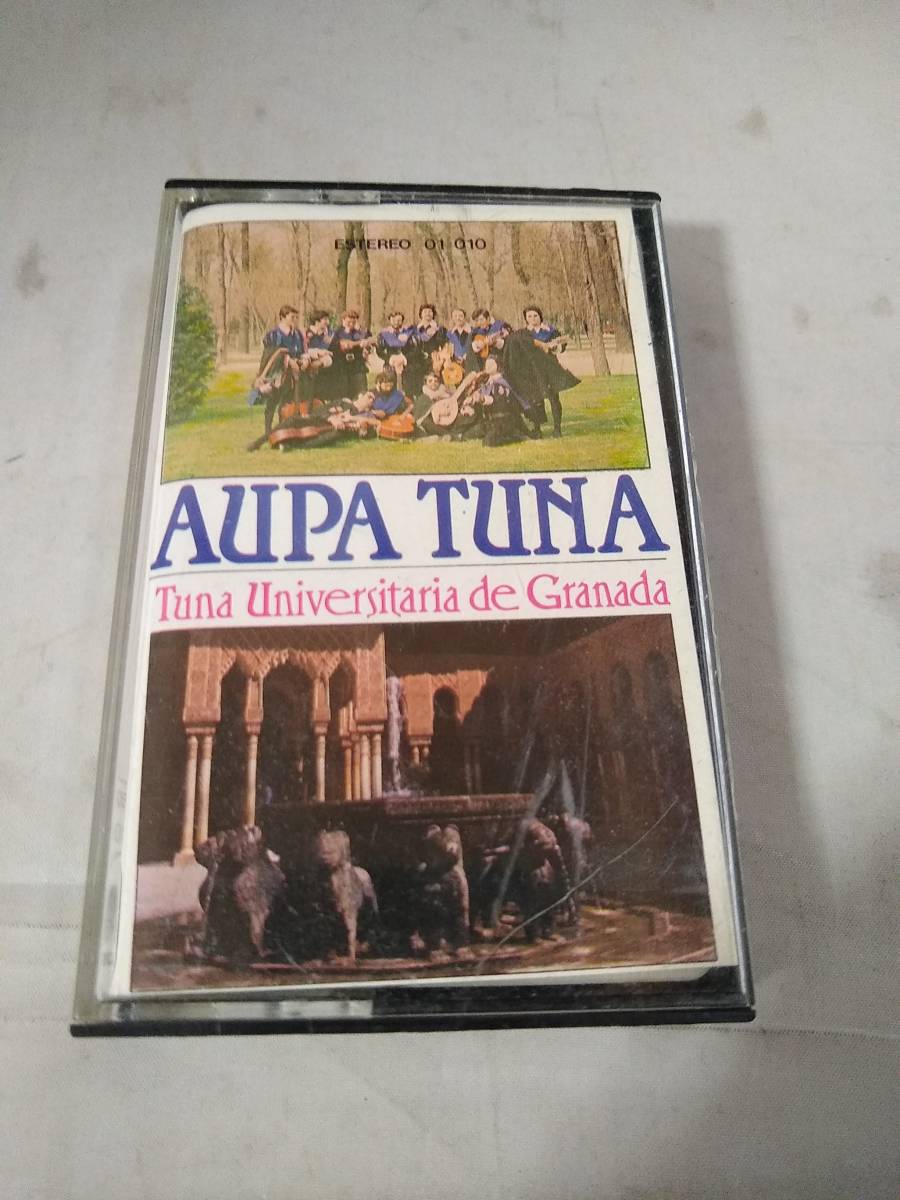 ESTEREO 01 010
AUPA TUNA
Tuna Universitaria de Granada